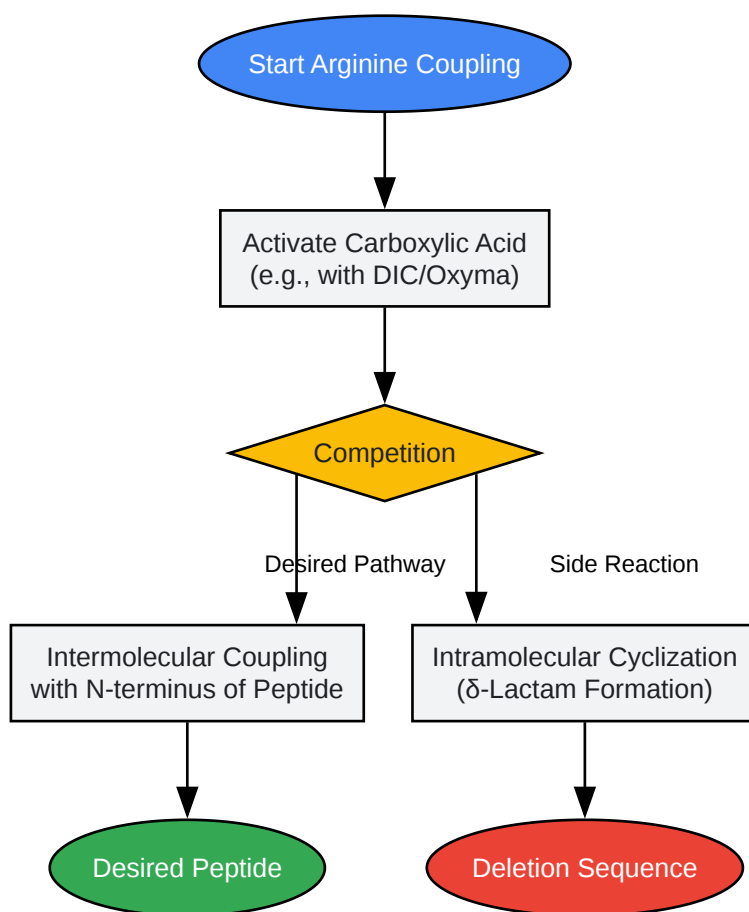 Start Arginine Coupling
Activate Carboxylic Acid
(e.g., with DIC/Oxyma)
Competition
Desired Pathway
Side Reaction
Intermolecular Coupling
with N-terminus of Peptide
Intramolecular Cyclization
(δ-Lactam Formation)
Desired Peptide
Deletion Sequence